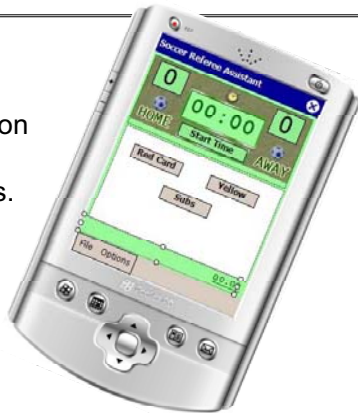 Soccer Referee Assistant
0
00:00
0
HOME
Start Time
AWAY
on
s.
Red Card
Yellow
Subs
File Options